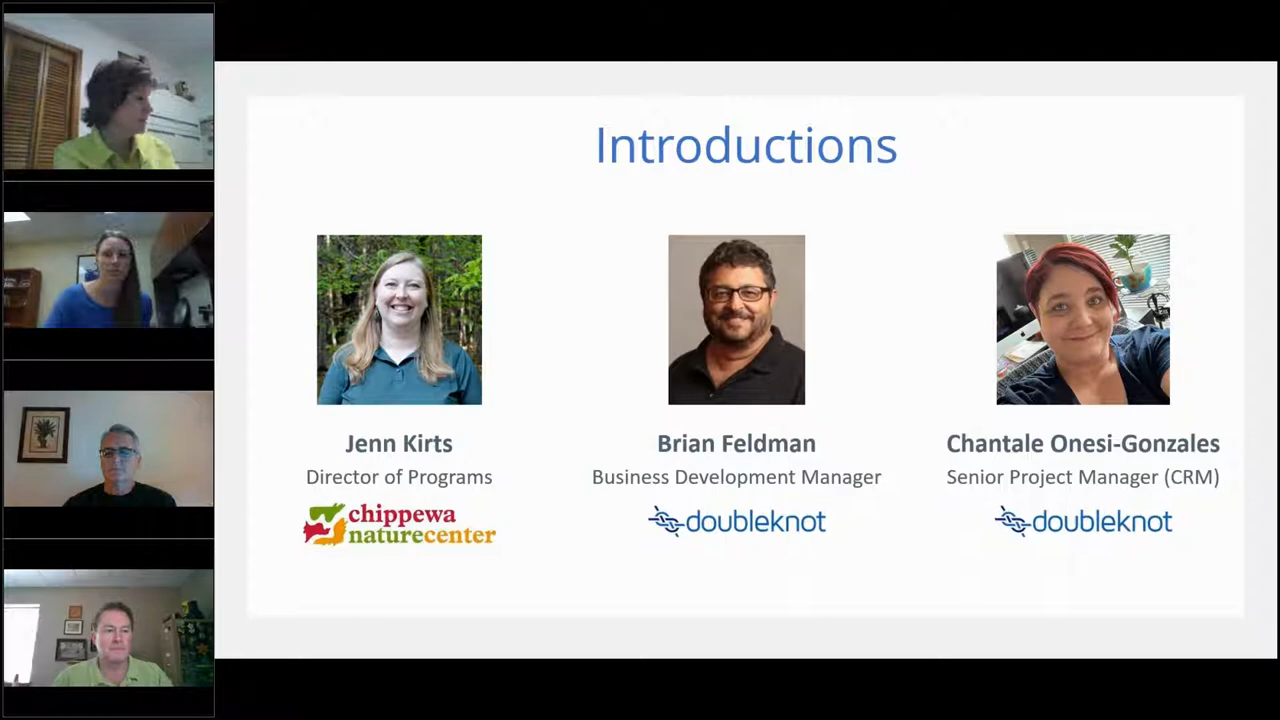 Introductions
Jenn Kirts
Director of Programs
chippewa
naturecenter
Brian Feldman
Business Development Manager
doubleknot
Chantale Onesi-Gonzales
Senior Project Manager (CRM)
doubleknot